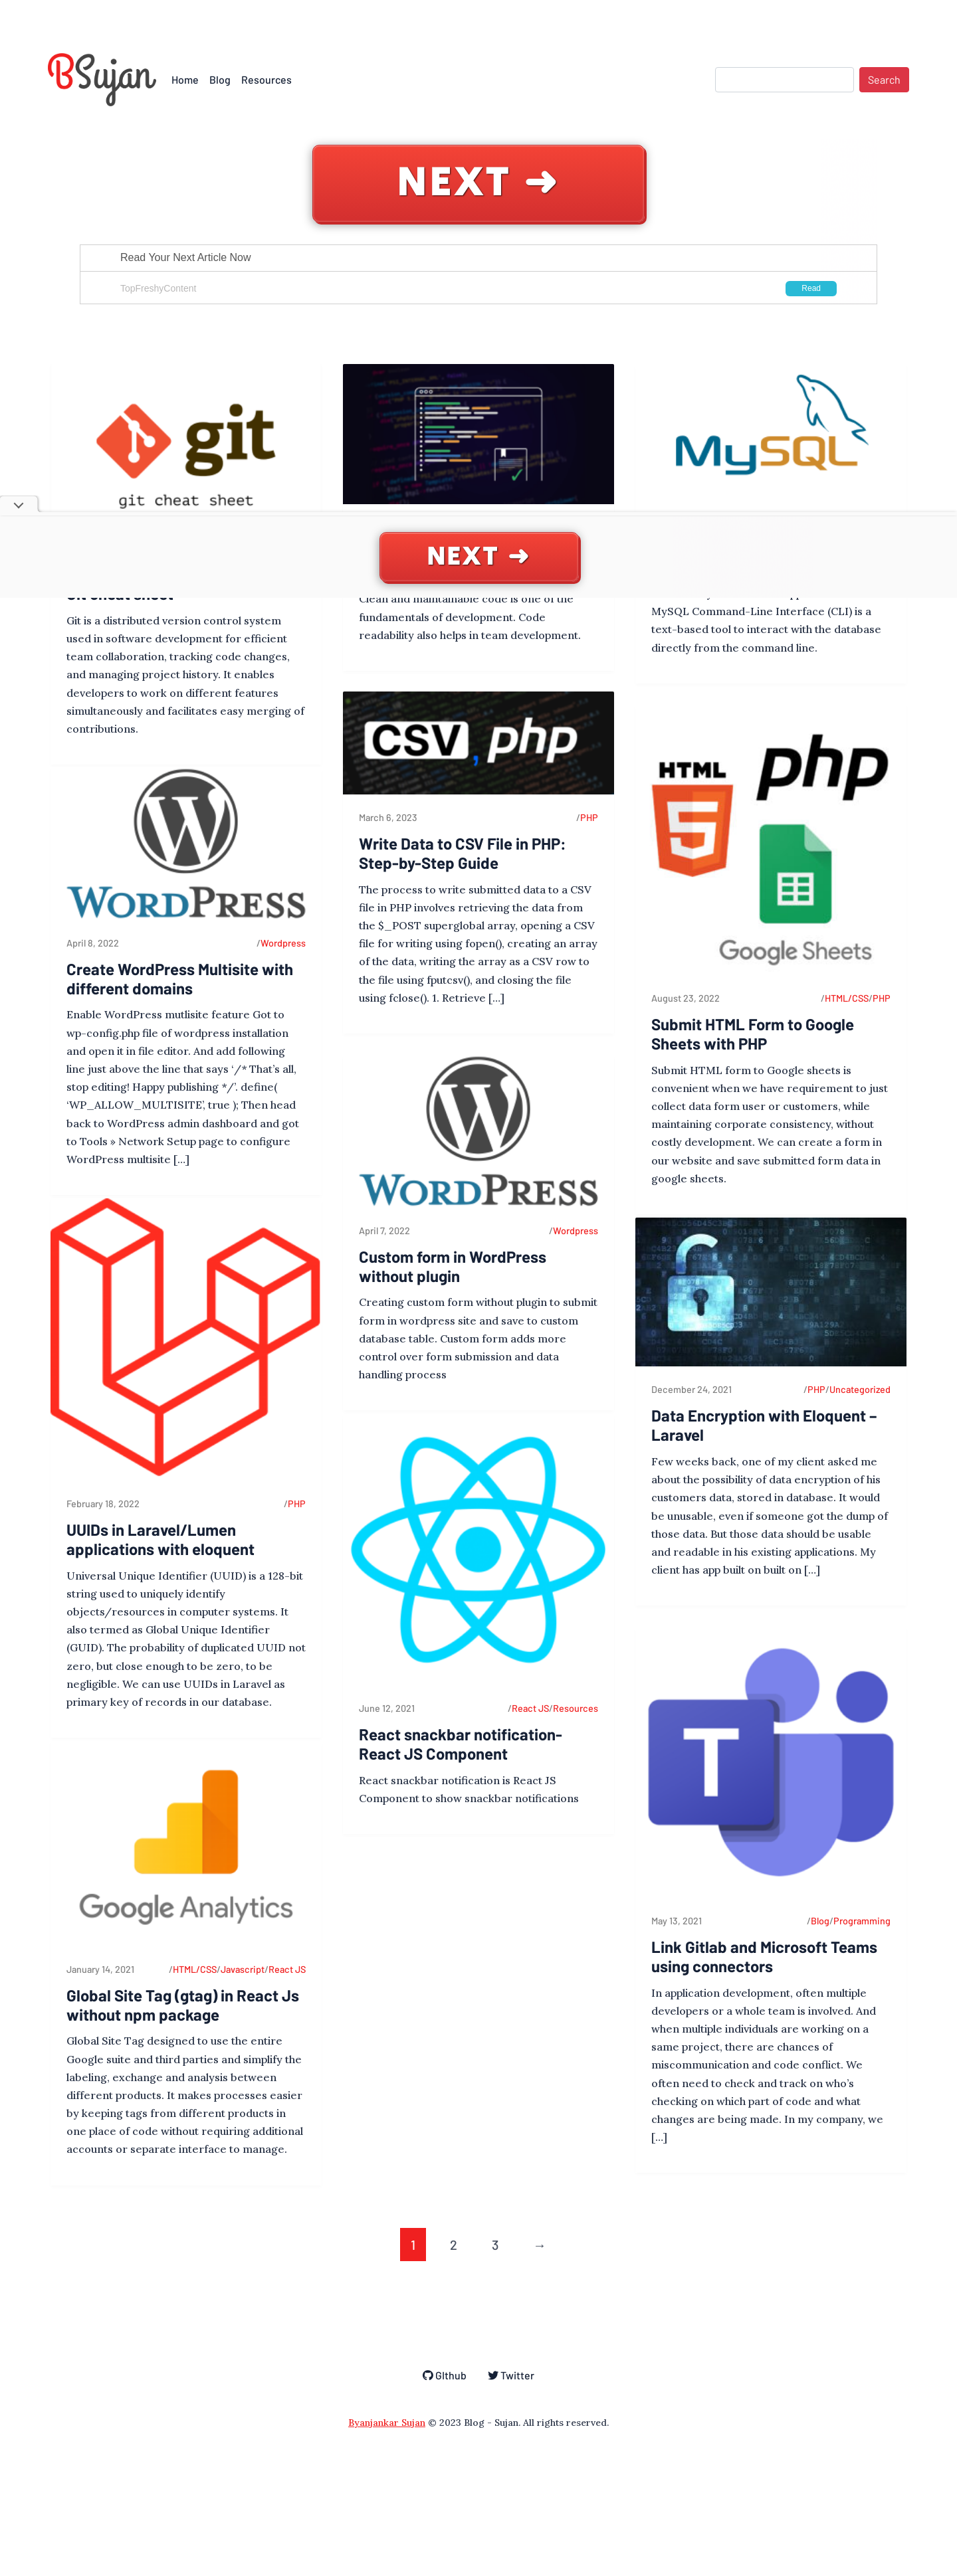 BSujan
Home Blog Resources
Search
NEXT ➜
Read Your Next Article Now
TopFreshyContent
Read
git
git cheat sheet
Git is a distributed version control system
used in software development for efficient
team collaboration, tracking code changes,
and managing project history. It enables
developers to work on different features
simultaneously and facilitates easy merging of
contributions.
WORDPRESS
April 8, 2022 /Wordpress
Create WordPress Multisite with
different domains
Enable WordPress mutlisite feature Got to
wp-config.php file of wordpress installation
and open it in file editor. And add following
line just above the line that says ‘/* That’s all,
stop editing! Happy publishing */’. define(
‘WP_ALLOW_MULTISITE’, true ); Then head
back to WordPress admin dashboard and got
to Tools » Network Setup page to configure
WordPress multisite […]
February 18, 2022 /PHP
UUIDs in Laravel/Lumen
applications with eloquent
Universal Unique Identifier (UUID) is a 128-bit
string used to uniquely identify
objects/resources in computer systems. It
also termed as Global Unique Identifier
(GUID). The probability of duplicated UUID not
zero, but close enough to be zero, to be
negligible. We can use UUIDs in Laravel as
primary key of records in our database.
Google Analytics
January 14, 2021 /HTML/CSS/Javascript/React JS
Global Site Tag (gtag) in React Js
without npm package
Global Site Tag designed to use the entire
Google suite and third parties and simplify the
labeling, exchange and analysis between
different products. It makes processes easier
by keeping tags from different products in
one place of code without requiring additional
accounts or separate interface to manage.
NEXT ➜
Clean and maintainable code is one of the
fundamentals of development. Code
readability also helps in team development.
CSV, php
March 6, 2023 /PHP
Write Data to CSV File in PHP:
Step-by-Step Guide
The process to write submitted data to a CSV
file in PHP involves retrieving the data from
the $_POST superglobal array, opening a CSV
file for writing using fopen(), creating an array
of the data, writing the array as a CSV row to
the file using fputcsv(), and closing the file
using fclose(). 1. Retrieve […]
WORDPRESS
April 7, 2022 /Wordpress
Custom form in WordPress
without plugin
Creating custom form without plugin to submit
form in wordpress site and save to custom
database table. Custom form adds more
control over form submission and data
handling process
June 12, 2021 /React JS/Resources
React snackbar notification-
React JS Component
React snackbar notification is React JS
Component to show snackbar notifications
MySQL
MySQL Command-Line Interface (CLI) is a
text-based tool to interact with the database
directly from the command line.
HTML
5
php
Google Sheets
August 23, 2022 /HTML/CSS/PHP
Submit HTML Form to Google
Sheets with PHP
Submit HTML form to Google sheets is
convenient when we have requirement to just
collect data form user or customers, while
maintaining corporate consistency, without
costly development. We can create a form in
our website and save submitted form data in
google sheets.
December 24, 2021 /PHP/Uncategorized
Data Encryption with Eloquent –
Laravel
Few weeks back, one of my client asked me
about the possibility of data encryption of his
customers data, stored in database. It would
be unusable, even if someone got the dump of
those data. But those data should be usable
and readable in his existing applications. My
client has app built on built on […]
T
May 13, 2021 /Blog/Programming
Link Gitlab and Microsoft Teams
using connectors
In application development, often multiple
developers or a whole team is involved. And
when multiple individuals are working on a
same project, there are chances of
miscommunication and code conflict. We
often need to check and track on who’s
checking on which part of code and what
changes are being made. In my company, we
[…]
1 2 3 →
GIthub Twitter
Byanjankar Sujan © 2023 Blog - Sujan. All rights reserved.